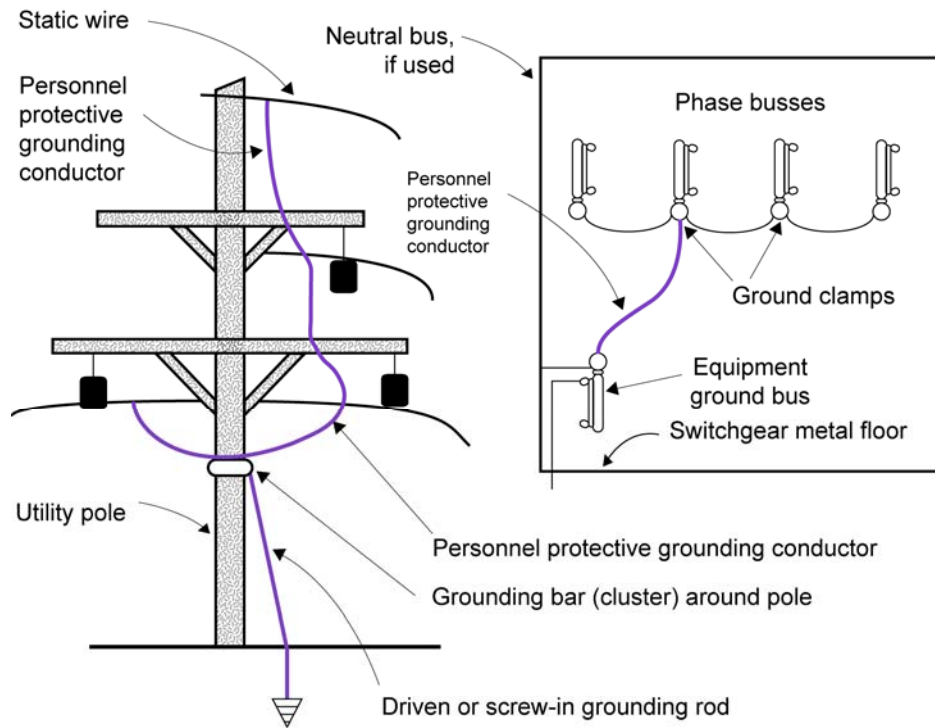 Static wire
Personnel
protective
grounding
conductor
Neutral bus,
if used
Phase busses
Personnel
protective
grounding
conductor
Ground clamps
Equipment
ground bus
Switchgear metal floor
Utility pole
Personnel protective grounding conductor
Grounding bar (cluster) around pole
Driven or screw-in grounding rod